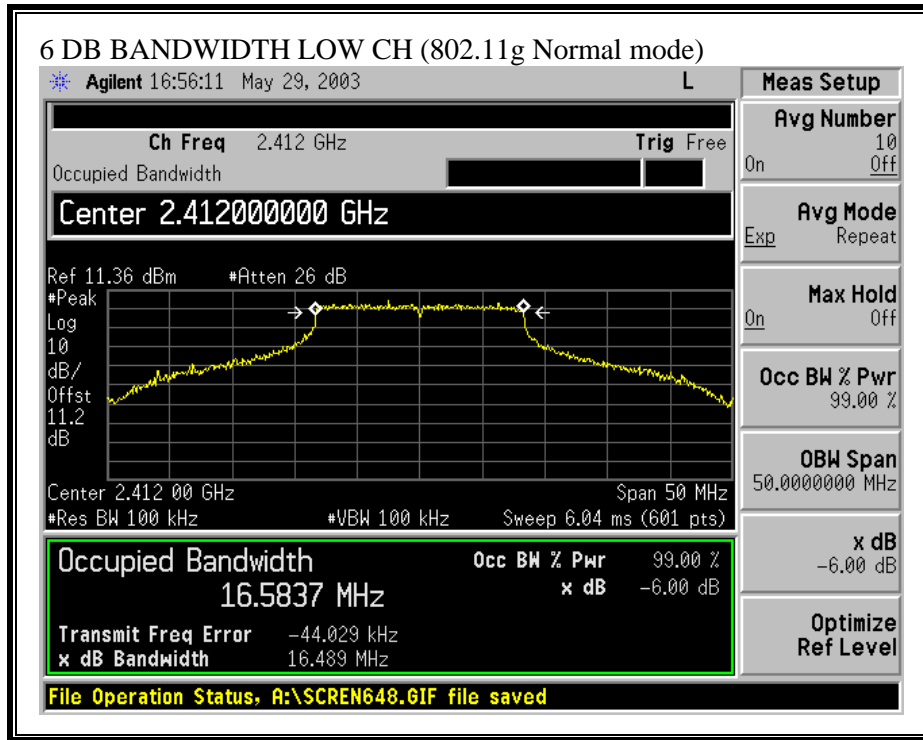 6 DB BANDWIDTH LOW CH (802.11g Normal mode)
Agilent 16:56:11 May 29, 2003 L
Ch Freq 2.412 GHz Trig Free
Occupied Bandwidth
Center 2.412000000 GHz
Ref 11.36 dBm #Atten 26 dB
#Peak
Log
10
dB/
Offst
11.2
dB
Center 2.412 00 GHz Span 50 MHz
#Res BW 100 kHz #VBW 100 kHz Sweep 6.04 ms (601 pts)
Occupied Bandwidth Occ BW % Pwr 99.00 %
16.5837 MHz x dB -6.00 dB
Transmit Freq Error -44.029 kHz
x dB Bandwidth 16.489 MHz
File Operation Status, A:\SCREN648.GIF file saved
Meas Setup
Avg Number
10
On Off
Avg Mode
Exp Repeat
Max Hold
On Off
Occ BW % Pwr
99.00 %
OBW Span
50.0000000 MHz
x dB
-6.00 dB
Optimize
Ref Level